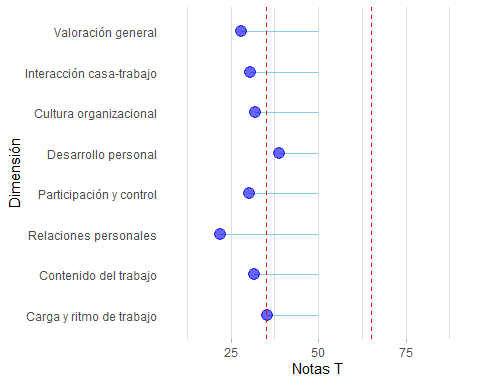 Valoración general
Interacción casa-trabajo
Cultura organizacional
Desarrollo personal
Participación y control
Relaciones personales
Contenido del trabajo
Carga y ritmo de trabajo
Dimensión
25 50 75
Notas T